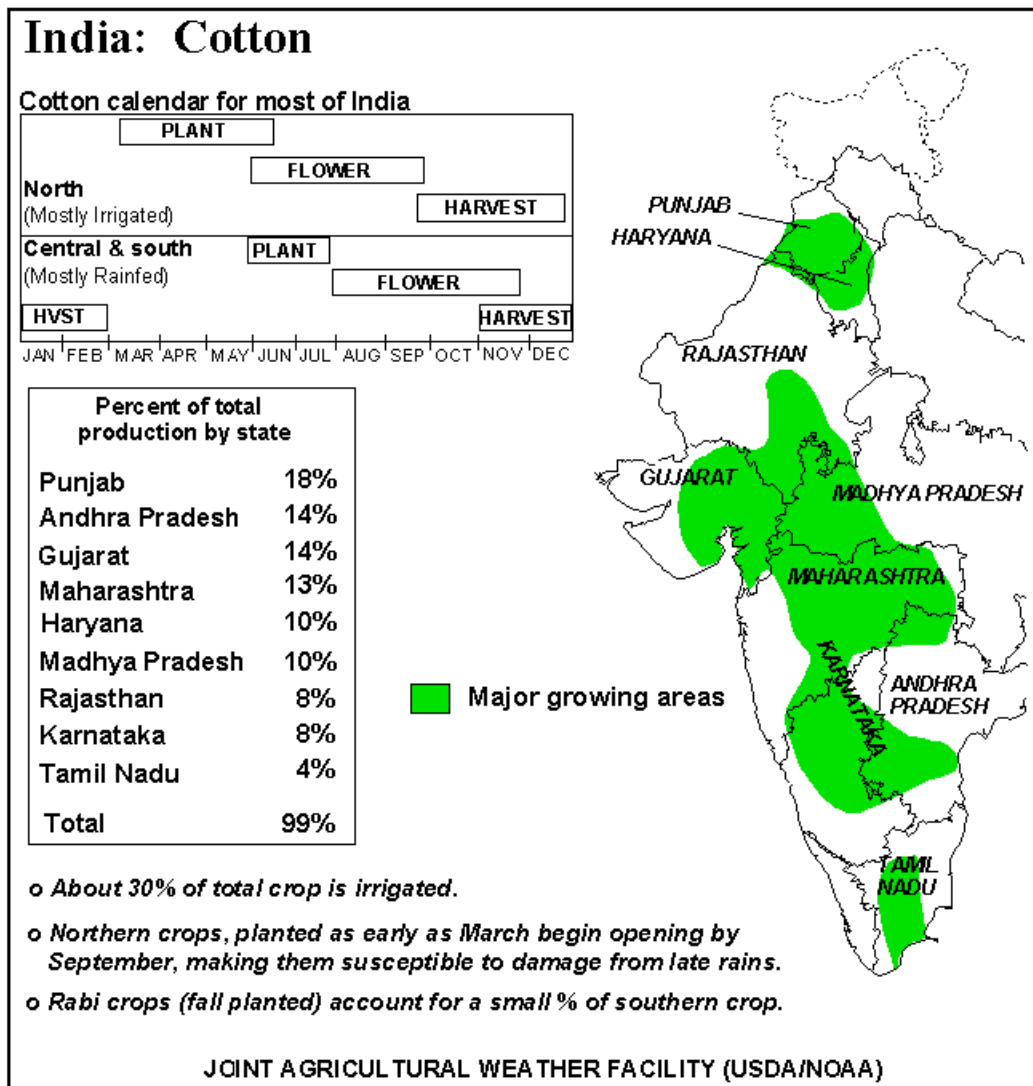 India: Cotton
Cotton calendar for most of India
PLANT
FLOWER
North
(Mostly Irrigated)
HARVEST
Central & south
PLANT
(Mostly Rainfed)
FLOWER
HVST
HARVEST
JAN FEB MAR APR MAY JUN JUL AUG SEP OCT NOV DEC
Percent of total
production by state
Punjab 18%
Andhra Pradesh 14%
Gujarat 14%
Maharashtra 13%
Haryana 10%
Madhya Pradesh 10%
Rajasthan 8%
Karnataka 8%
Tamil Nadu 4%
Total 99%
Major growing areas
PUNJAB
HARYANA
RAJASTHAN
GUJARAT
MADHYA PRADESH
MAHARASHTRA
KARNATAKA
ANDHRA
PRADESH
TAMIL
NADU
o About 30% of total crop is irrigated.
o Northern crops, planted as early as March begin opening by
September, making them susceptible to damage from late rains.
o Rabi crops (fall planted) account for a small % of southern crop.
JOINT AGRICULTURAL WEATHER FACILITY (USDA/NOAA)